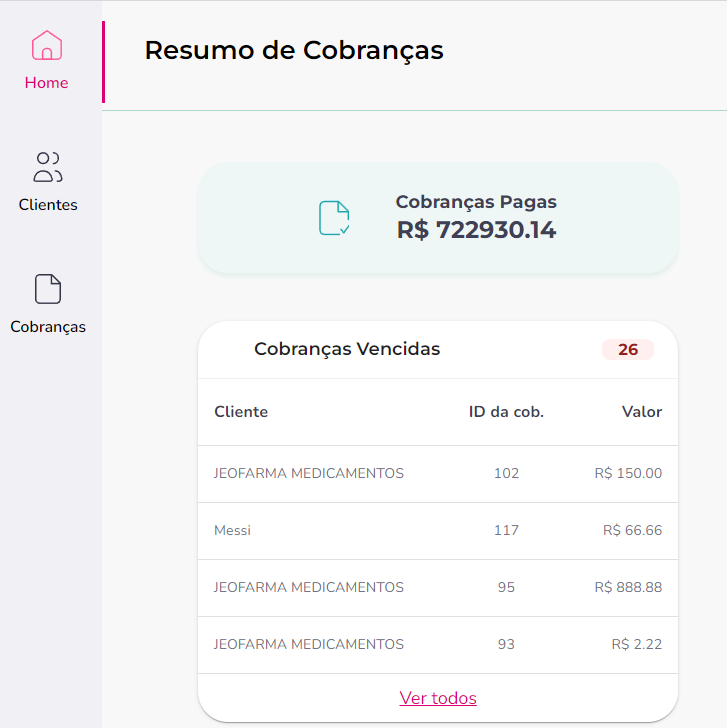 Resumo de Cobranças
Home
Clientes
Cobranças
Cobranças Pagas
R$ 722930.14
Cobranças Vencidas 26
Cliente ID da cob. Valor
JEOFARMA MEDICAMENTOS 102 R$ 150.00
Messi 117 R$ 66.66
JEOFARMA MEDICAMENTOS 95 R$ 888.88
JEOFARMA MEDICAMENTOS 93 R$ 2.22
Ver todos